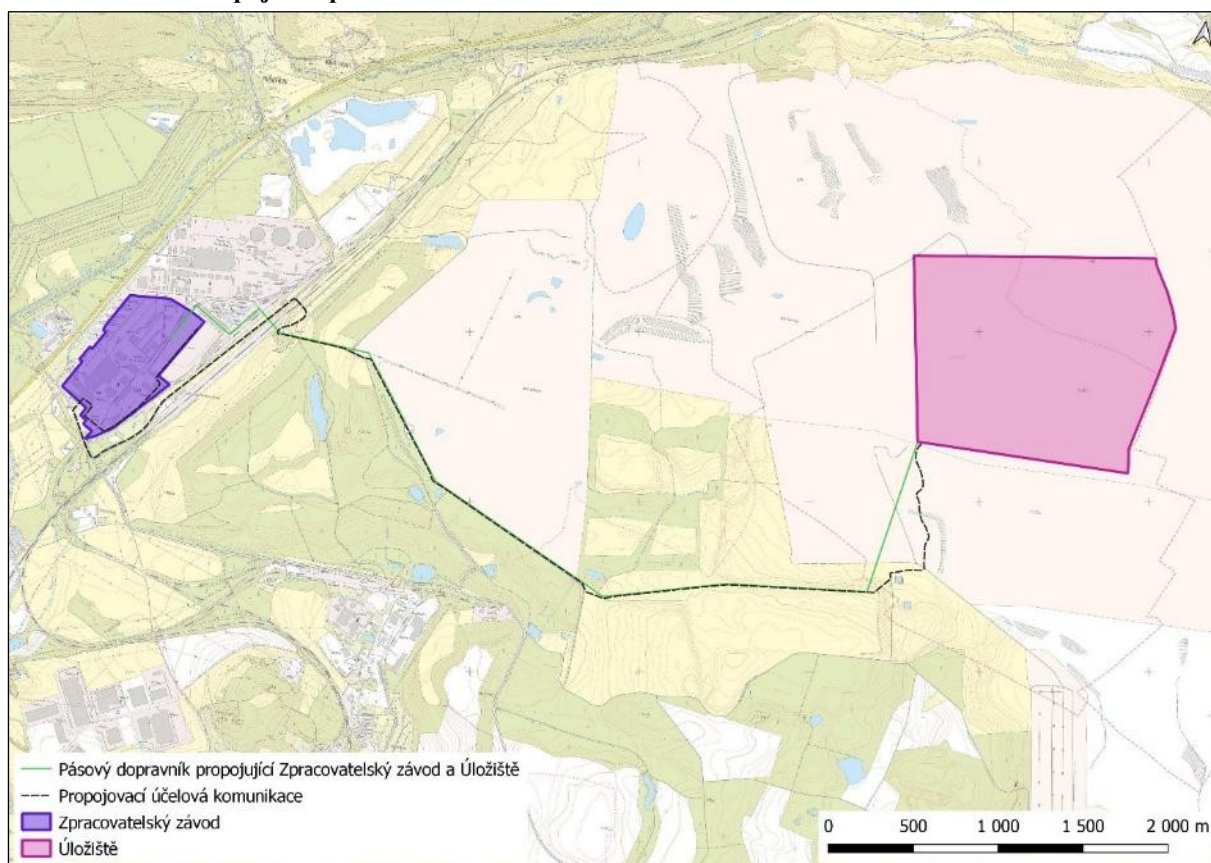 Pásový dopravník propojující Zpracovatelský závod a Úložiště
Propojovací účelová komunikace
Zpracovatelský závod
Úložiště
0 500 1 000 1 500 2 000 m